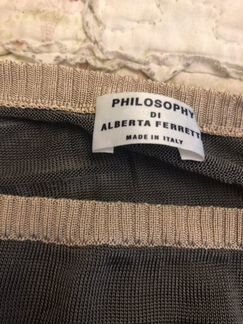 PHILOSOPHY
DI
ALBERTA FERRETT
MADE IN ITALY